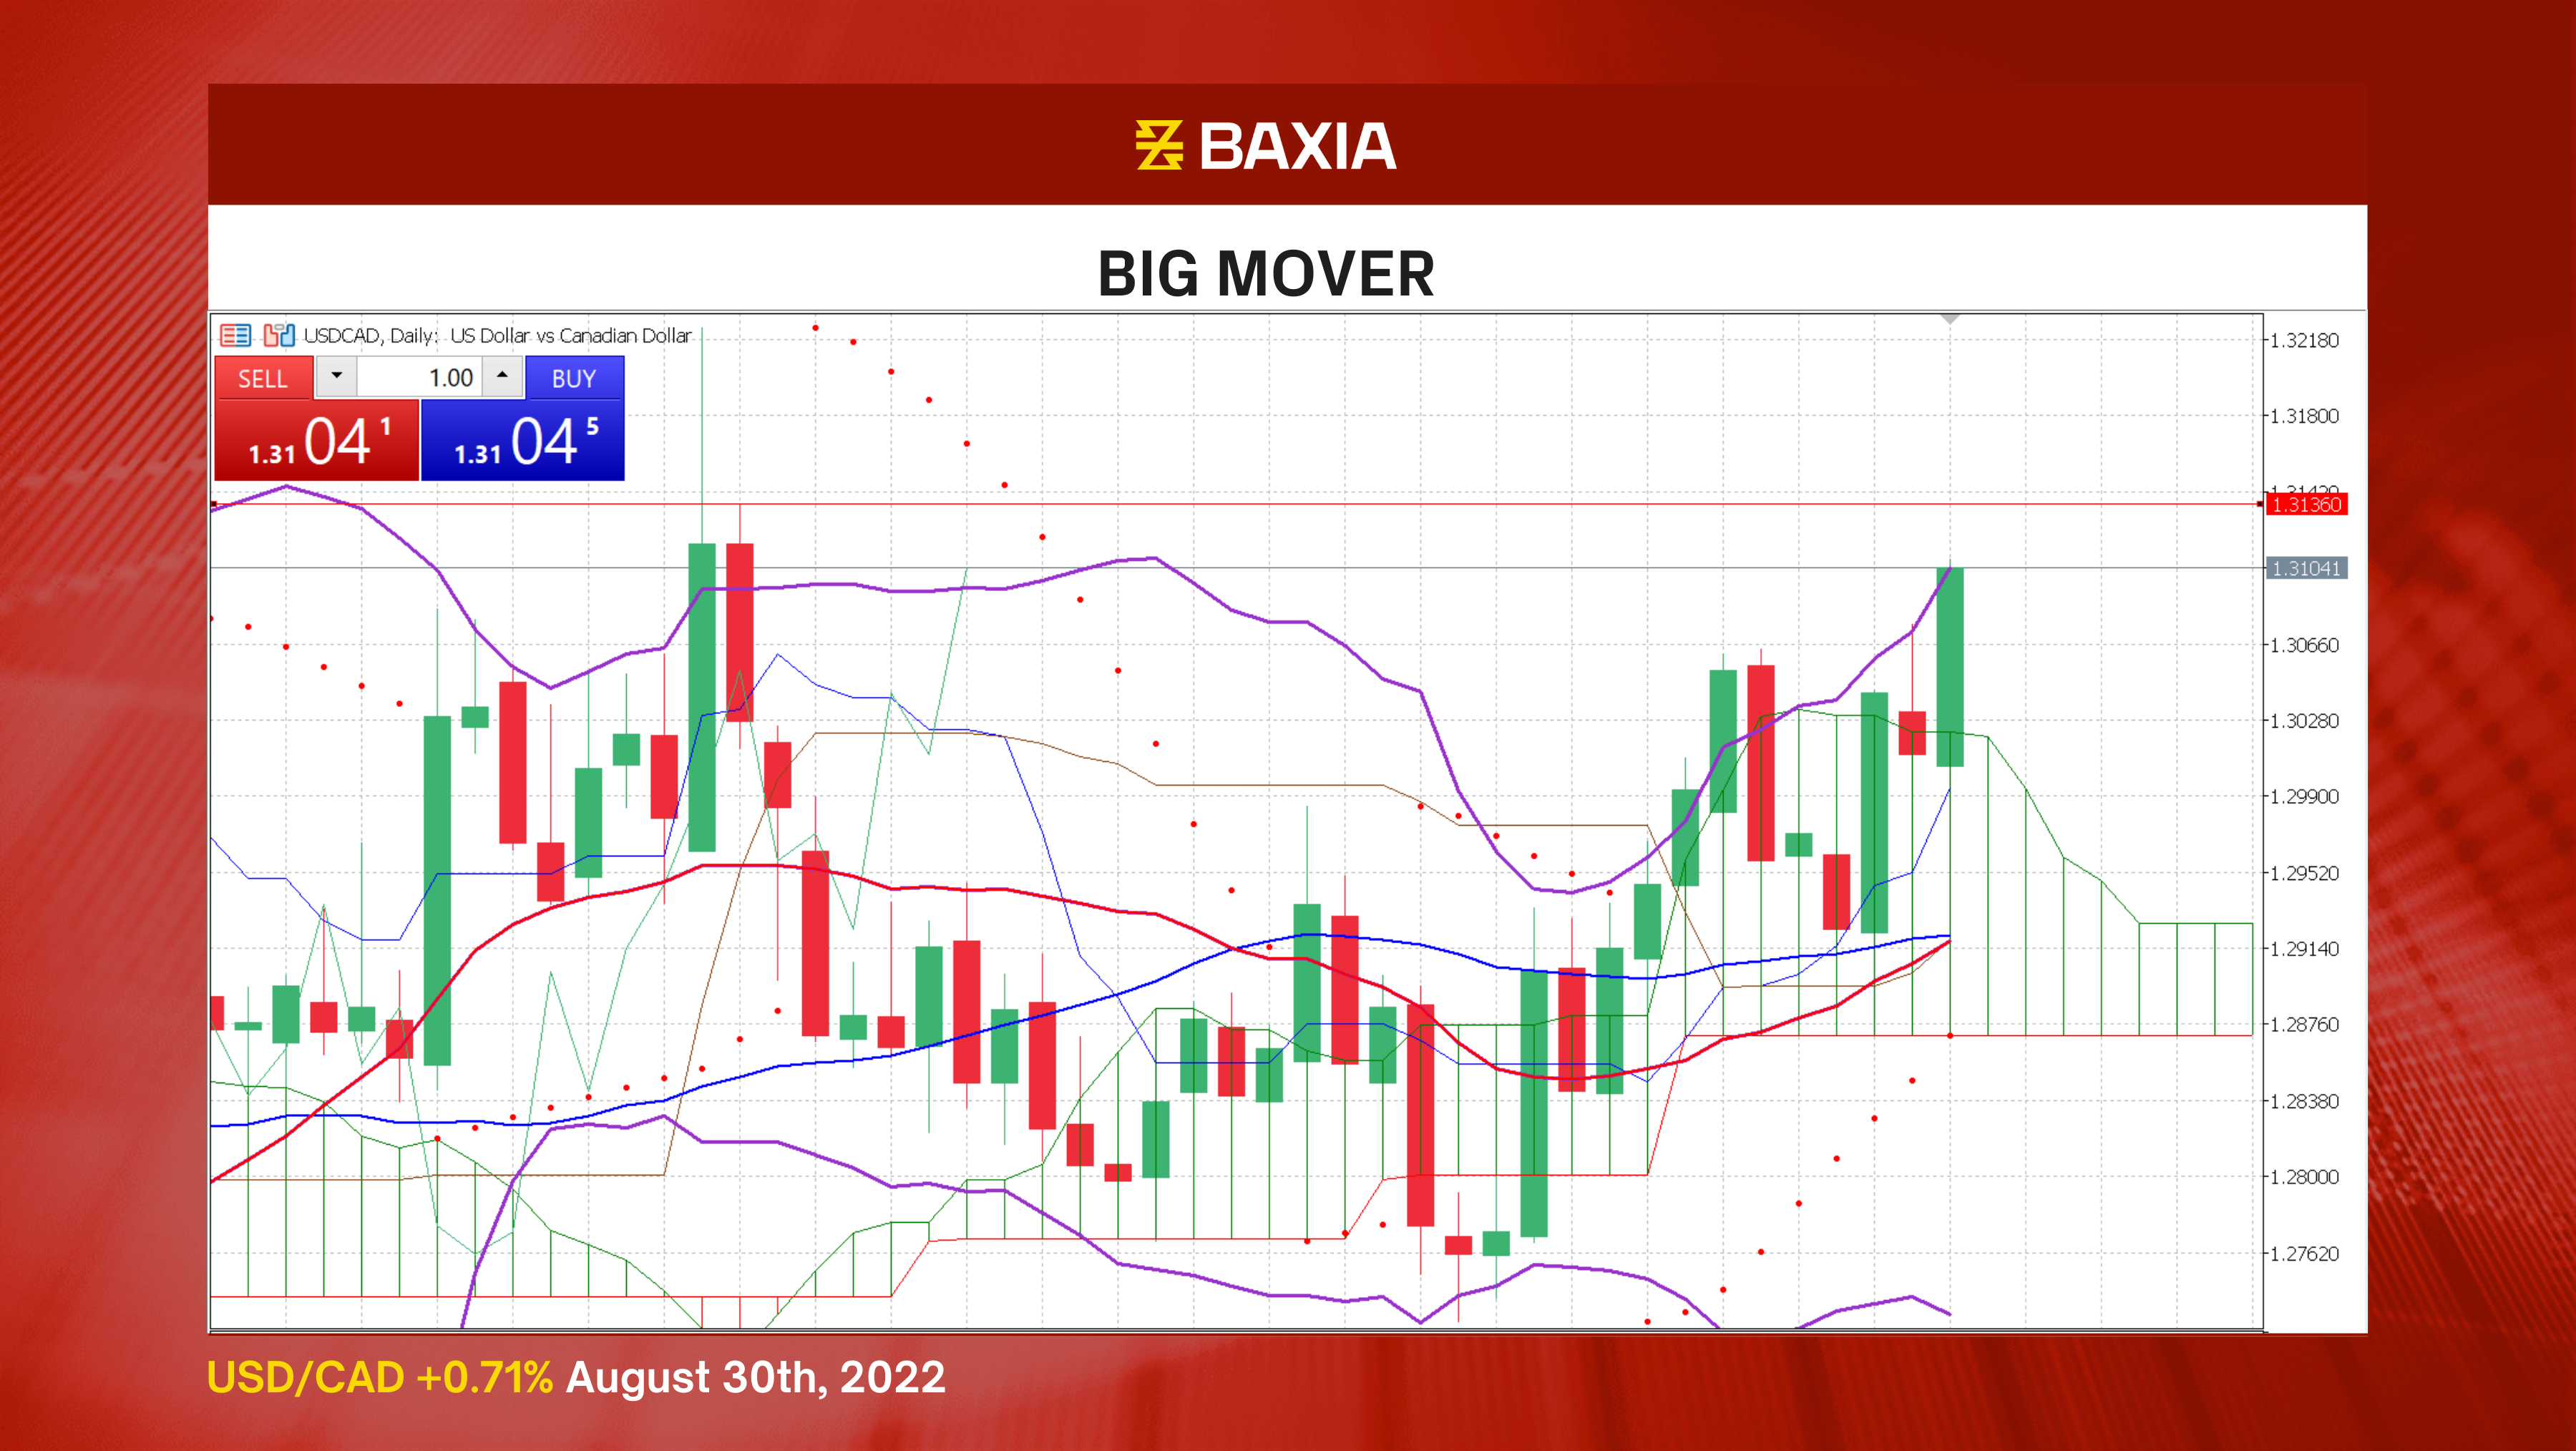 BAXIA
BIG MOVER
USDCAD, Daily: US Dollar vs Canadian Dollar
SELL 1.00 BUY
1.31 04 1 1.31 04 5
1.32180
1.31800
1.31420
1.31360
1.31041
1.30660
1.30280
1.29900
1.29520
1.29140
1.28760
1.28380
1.28000
1.27620
USD/CAD +0.71% August 30th, 2022